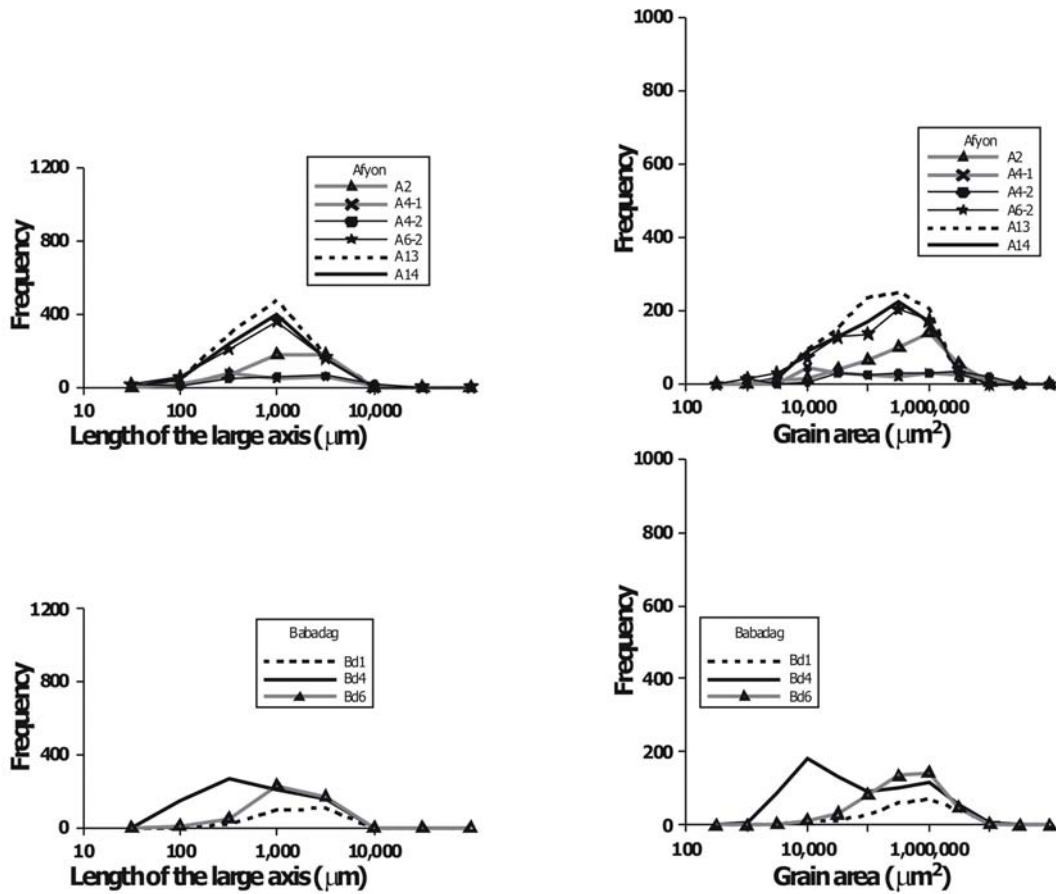 1200
800
400
0
Frequency
10
100
1,000
10,000
Length of the large axis (μm)
Afyon
A2
A4-1
A4-2
A6-2
A13
A14
1000
800
600
400
200
0
Frequency
100
10,000
1,000,000
Grain area (μm²)
Afyon
A2
A4-1
A4-2
A6-2
A13
A14
1200
800
400
0
Frequency
10
100
1,000
10,000
Length of the large axis (μm)
Babadag
Bd1
Bd4
Bd6
1000
800
600
400
200
0
Frequency
100
10,000
1,000,000
Grain area (μm²)
Babadag
Bd1
Bd4
Bd6